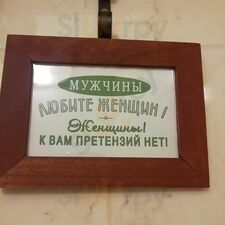 МУЖЧИНЫ
ЛЮБИТЕ ЖЕНЩИН!
Женщины!
К ВАМ ПРЕТЕНЗИЙ НЕТ!